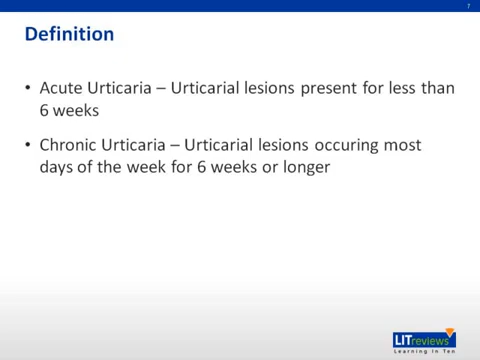 7
Definition
• Acute Urticaria – Urticarial lesions present for less than
6 weeks
• Chronic Urticaria – Urticarial lesions occuring most
days of the week for 6 weeks or longer
LITreviews
Learning in Ten